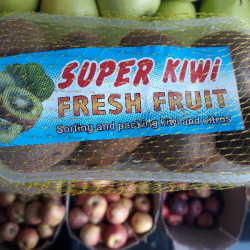 SUPER KIWI
FRESH FRUIT
Sorting and packing kiwi and citrus